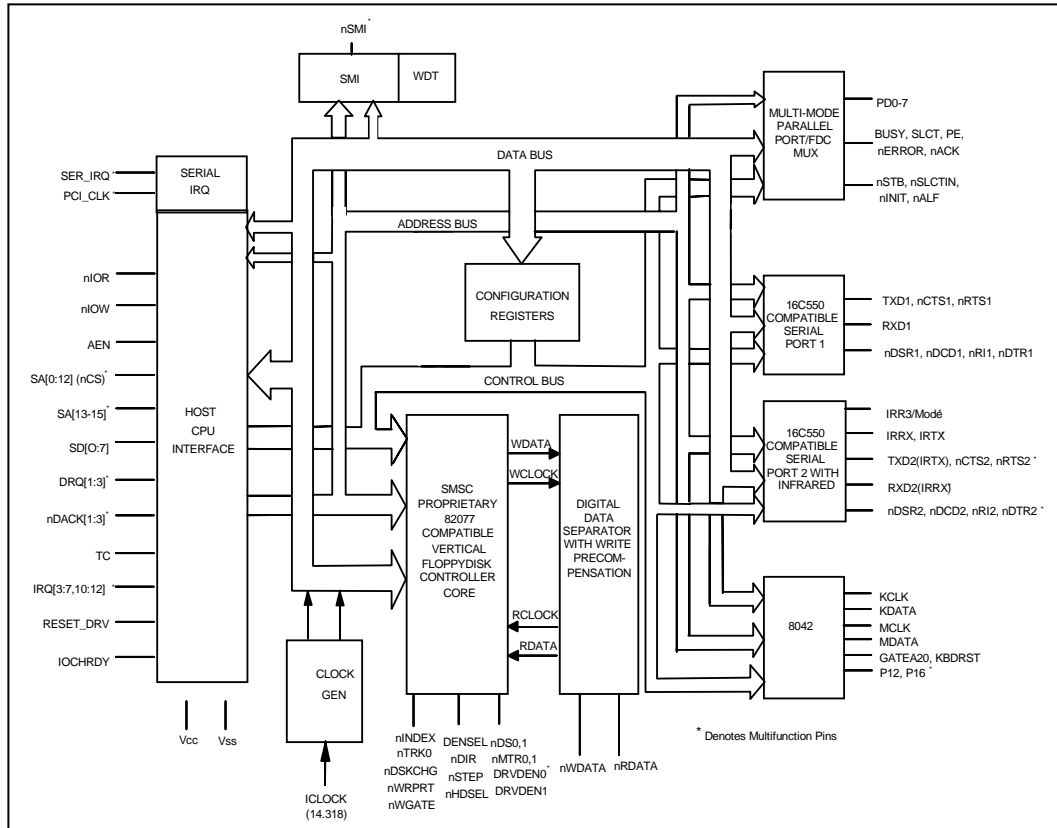 nSMI*
SMI
WDT
DATA BUS
ADDRESS BUS
CONTROL BUS
SERIAL
IRQ
SER_IRQ *
PCI_CLK *
nIOR
nIOW
AEN
SA[0:12] (nCS)*
SA[13-15]*
SD[O:7]
DRQ[1:3]*
nDACK[1:3]*
TC
IRQ[3:7,10:12] *
RESET_DRV
IOCHRDY
HOST
CPU
INTERFACE
Vcc
Vss
CONFIGURATION
REGISTERS
CLOCK
GEN
ICLOCK
(14.318)
SMSC
PROPRIETARY
82077
COMPATIBLE
VERTICAL
FLOPPYDISK
CONTROLLER
CORE
WDATA
WCLOCK
RCLOCK
RDATA
DIGITAL
DATA
SEPARATOR
WITH WRITE
PRECOM-
PENSATION
nINDEX
nTRK0
nDSKCHG
nWRPRT
nWGATE
DENSEL
nDIR
nSTEP
nHDSEL
nDS0,1
nMTR0,1
DRVDEN0*
DRVDEN1
nWDATA
nRDATA
MULTI-MODE
PARALLEL
PORT/FDC
MUX
PD0-7
BUSY, SLCT, PE,
nERROR, nACK
nSTB, nSLCTIN,
nINIT, nALF
16C550
COMPATIBLE
SERIAL
PORT 1
TXD1, nCTS1, nRTS1
RXD1
nDSR1, nDCD1, nRI1, nDTR1
16C550
COMPATIBLE
SERIAL
PORT 2 WITH
INFRARED
IRR3/Mode*
IRRX, IRTX
TXD2(IRTX), nCTS2, nRTS2 *
RXD2(IRRX)*
nDSR2, nDCD2, nRI2, nDTR2 *
8042
KCLK
KDATA
MCLK
MDATA
GATEA20, KBDRST
P12, P16 *
* Denotes Multifunction Pins